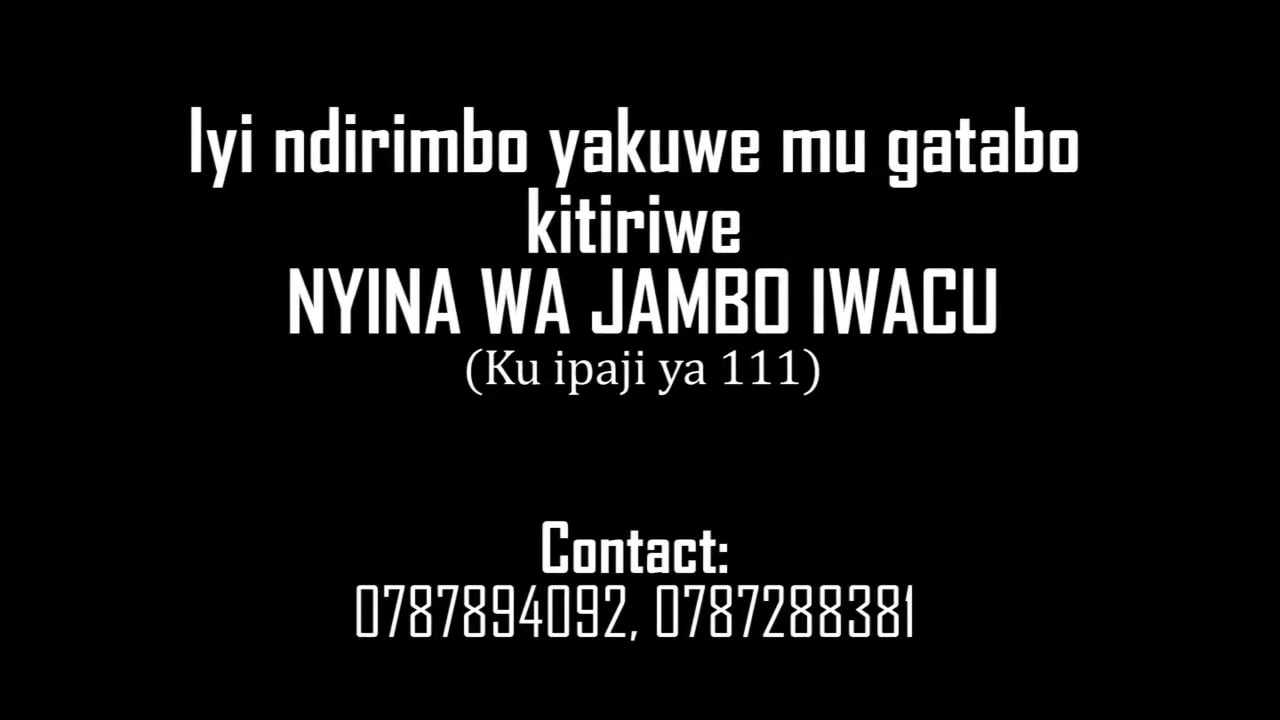 Iyi ndirimbo yakuwe mu gatabo
kitiriwe
NYINA WA JAMBO IWACU
(Ku ipaji ya 111)
Contact:
0787894092, 0787288381